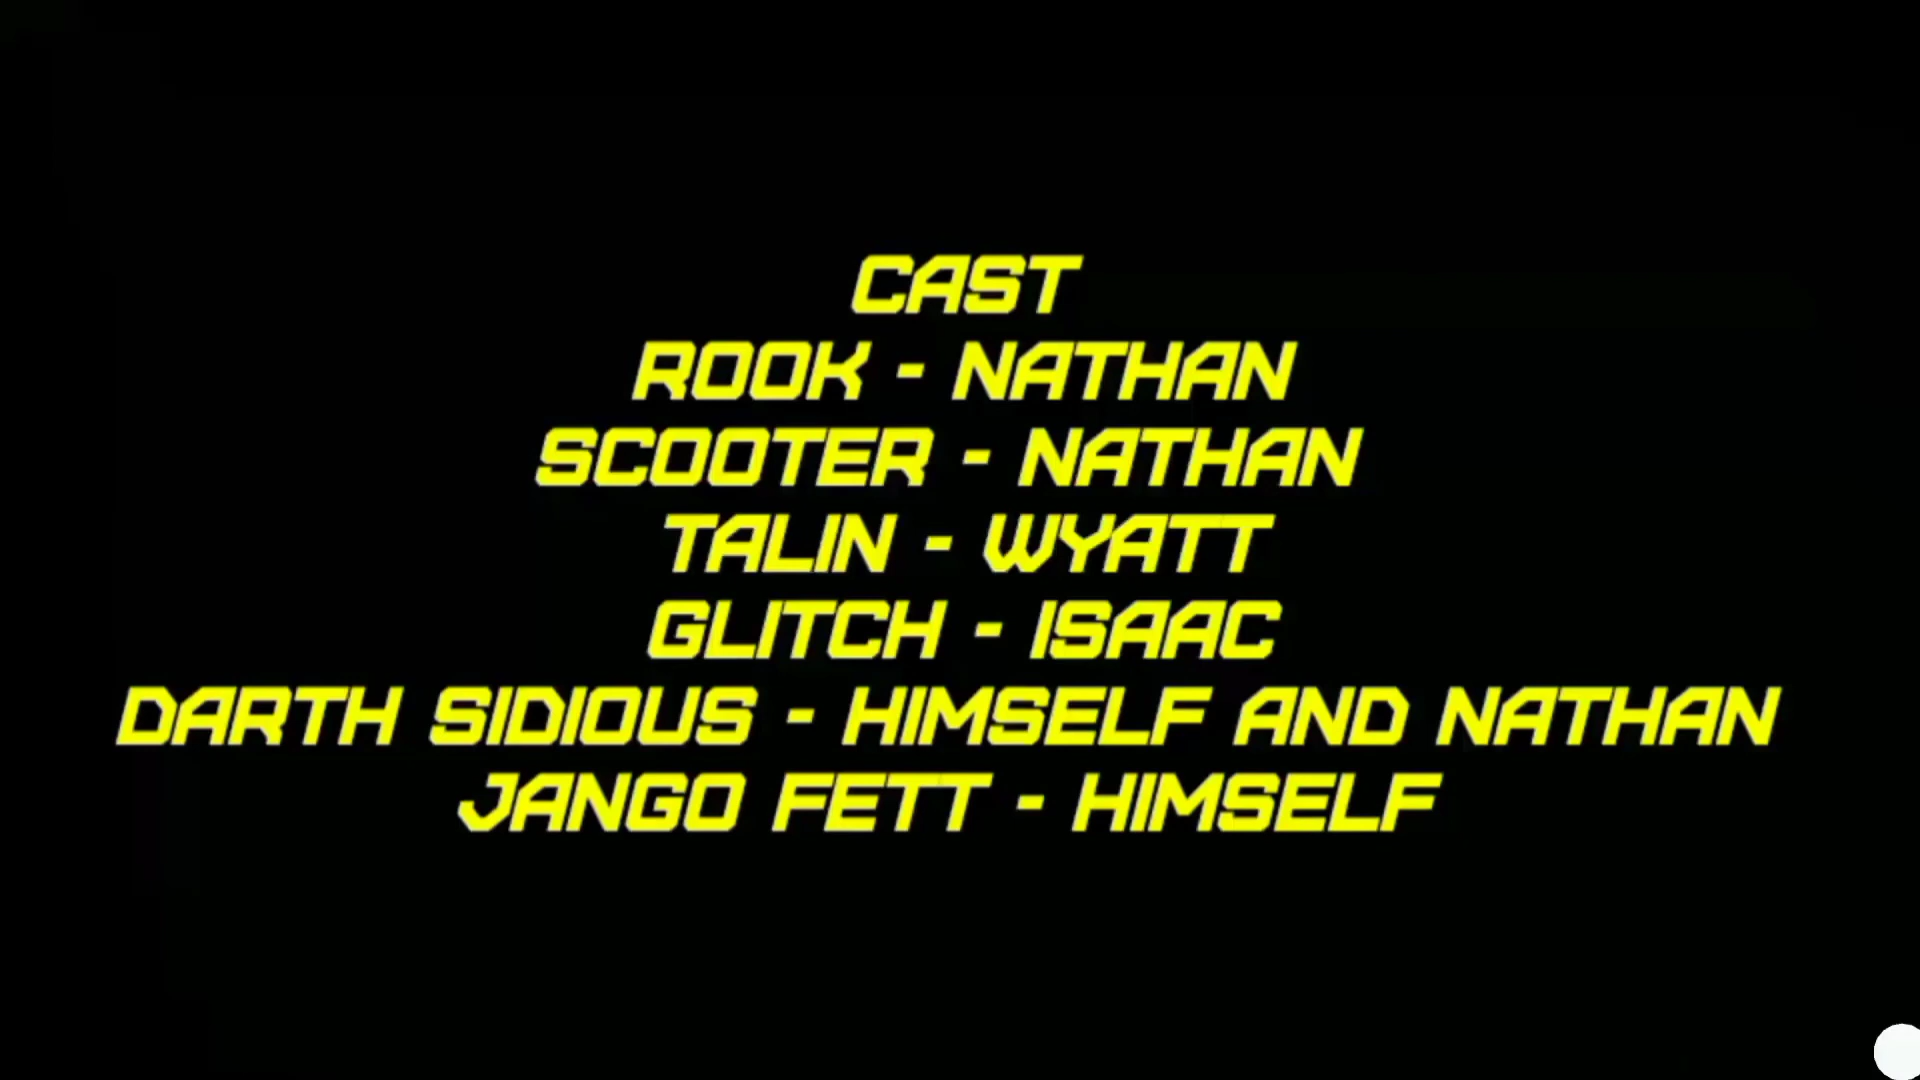 CAST
ROOK - NATHAN
SCOOTER - NATHAN
TALIN - WYATT
GLITCH - ISAAC
DARTH SIDIOUS - HIMSELF AND NATHAN
JANGO FETT - HIMSELF